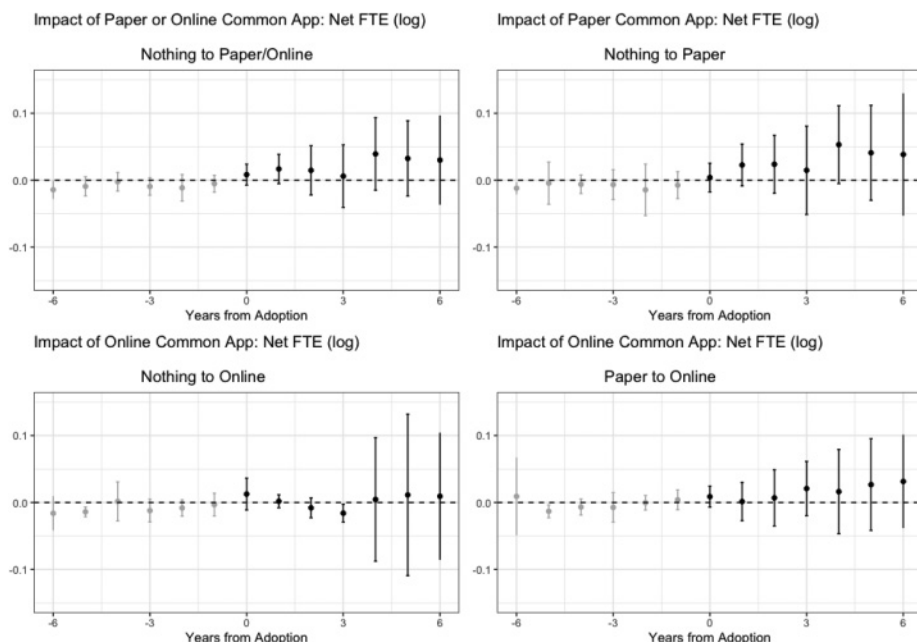 Impact of Paper or Online Common App: Net FTE (log)
Nothing to Paper/Online
0.1
0.0
-0.1
-6 -3 0 3 6
Years from Adoption
Impact of Paper Common App: Net FTE (log)
Nothing to Paper
0.1
0.0
-0.1
-6 -3 0 3 6
Years from Adoption
Impact of Online Common App: Net FTE (log)
Nothing to Online
0.1
0.0
-0.1
-6 -3 0 3 6
Years from Adoption
Impact of Online Common App: Net FTE (log)
Paper to Online
0.1
0.0
-0.1
-6 -3 0 3 6
Years from Adoption